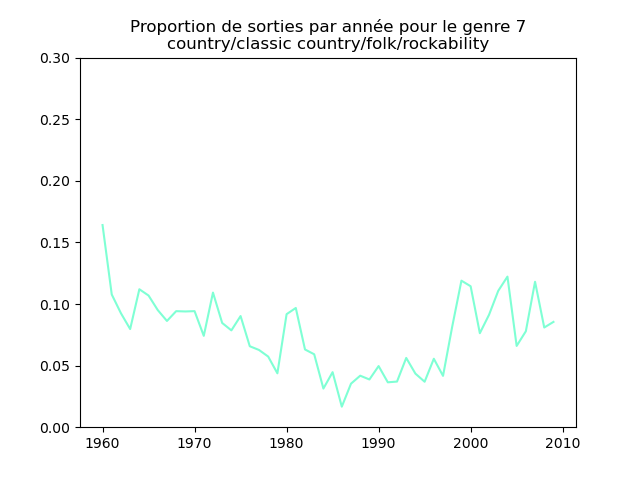 Proportion de sorties par année pour le genre 7
country/classic country/folk/rockability
0.30
0.25
0.20
0.15
0.10
0.05
0.00
1960 1970 1980 1990 2000 2010